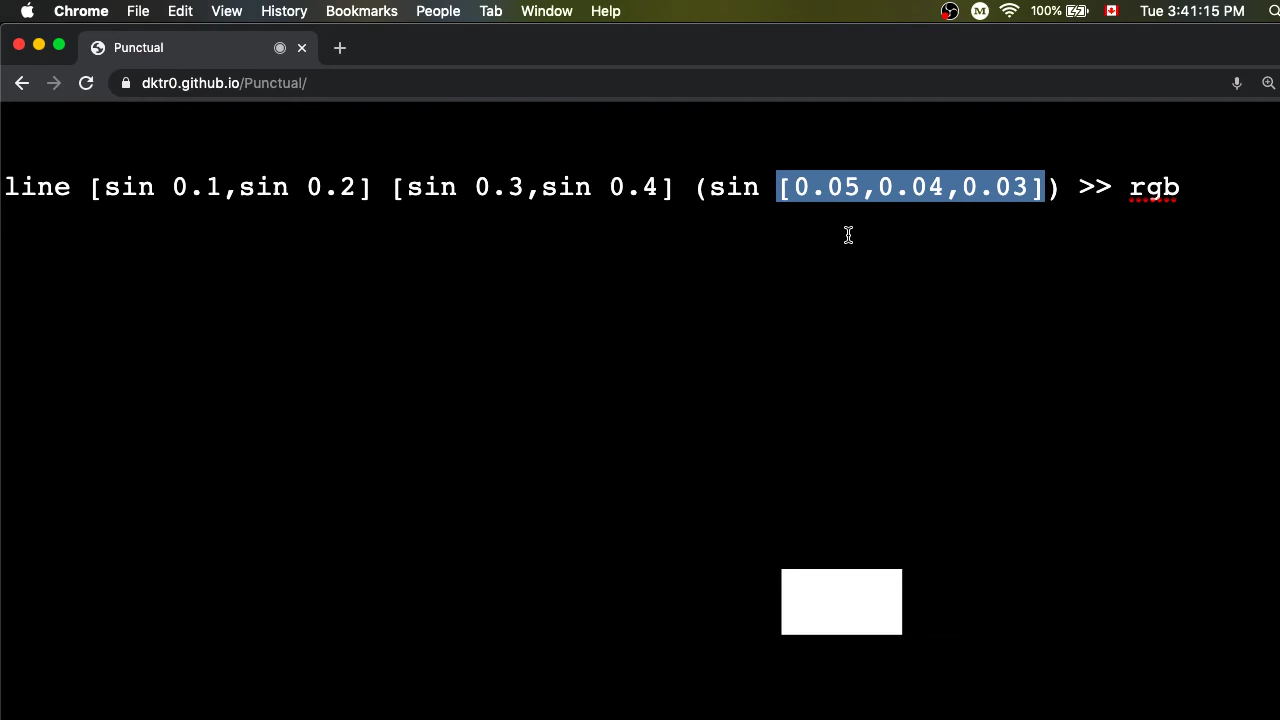 Chrome File Edit View History Bookmarks People Tab Window Help M 100% Tue 3:41:15 PM
Punctual
dktr0.github.io/Punctual/
line [sin 0.1,sin 0.2] [sin 0.3,sin 0.4] (sin [0.05,0.04,0.03]) >> rgb